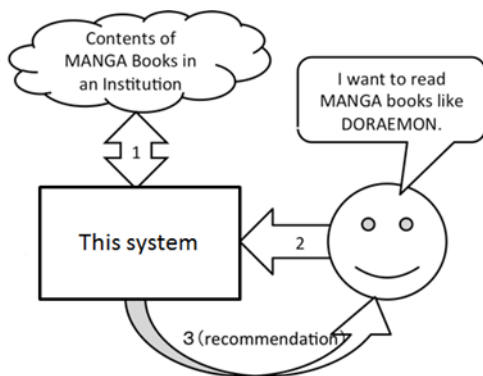 Contents of
MANGA Books in
an Institution
I want to read
MANGA books like
DORAEMON.
1
This system
2
3（recommendation）